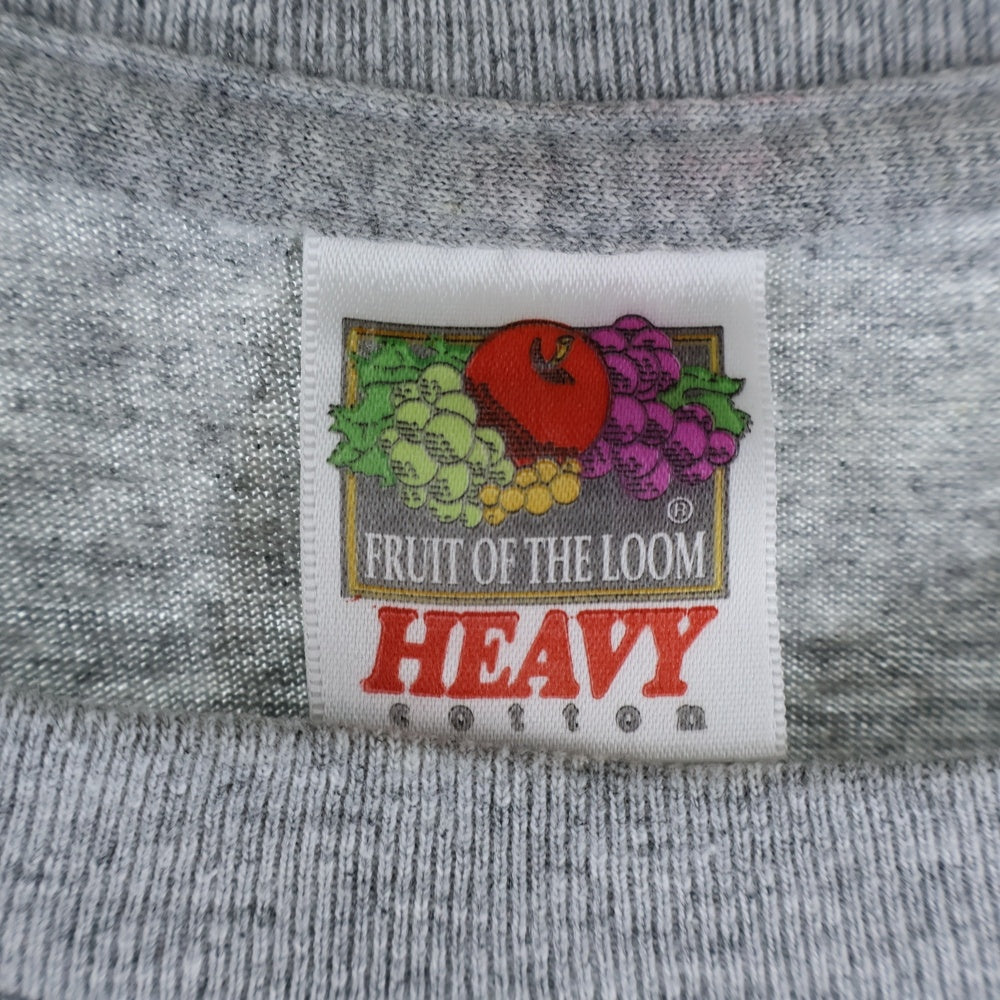 ®
FRUIT OF THE LOOM
HEAVY
cotton